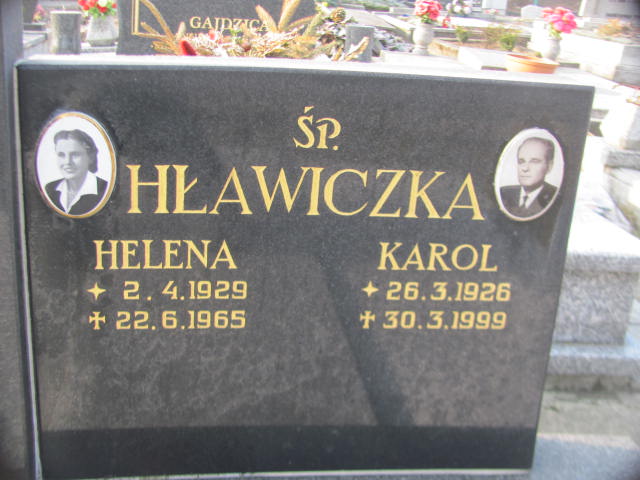 GAJDZICA
ŚP.
HŁAWICZKA
HELENA
2.4.1929
22.6.1965
KAROL
26.3.1926
30.3.1999